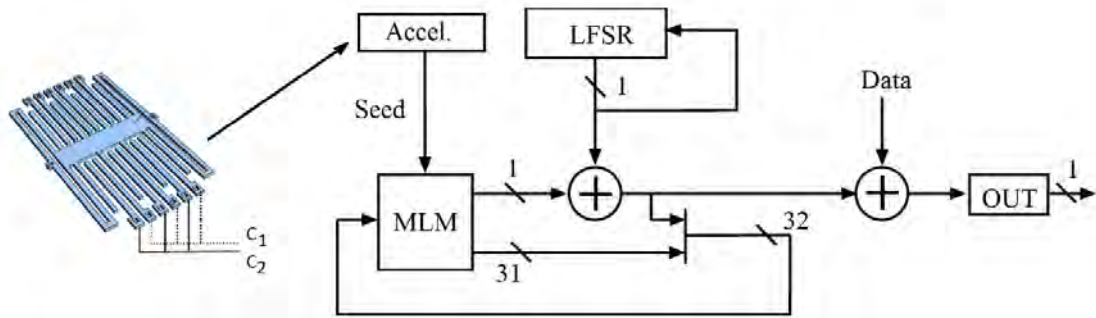 Accel.
LFSR
1
Data
Seed
1
MLM
OUT
1
32
31
C1
C2